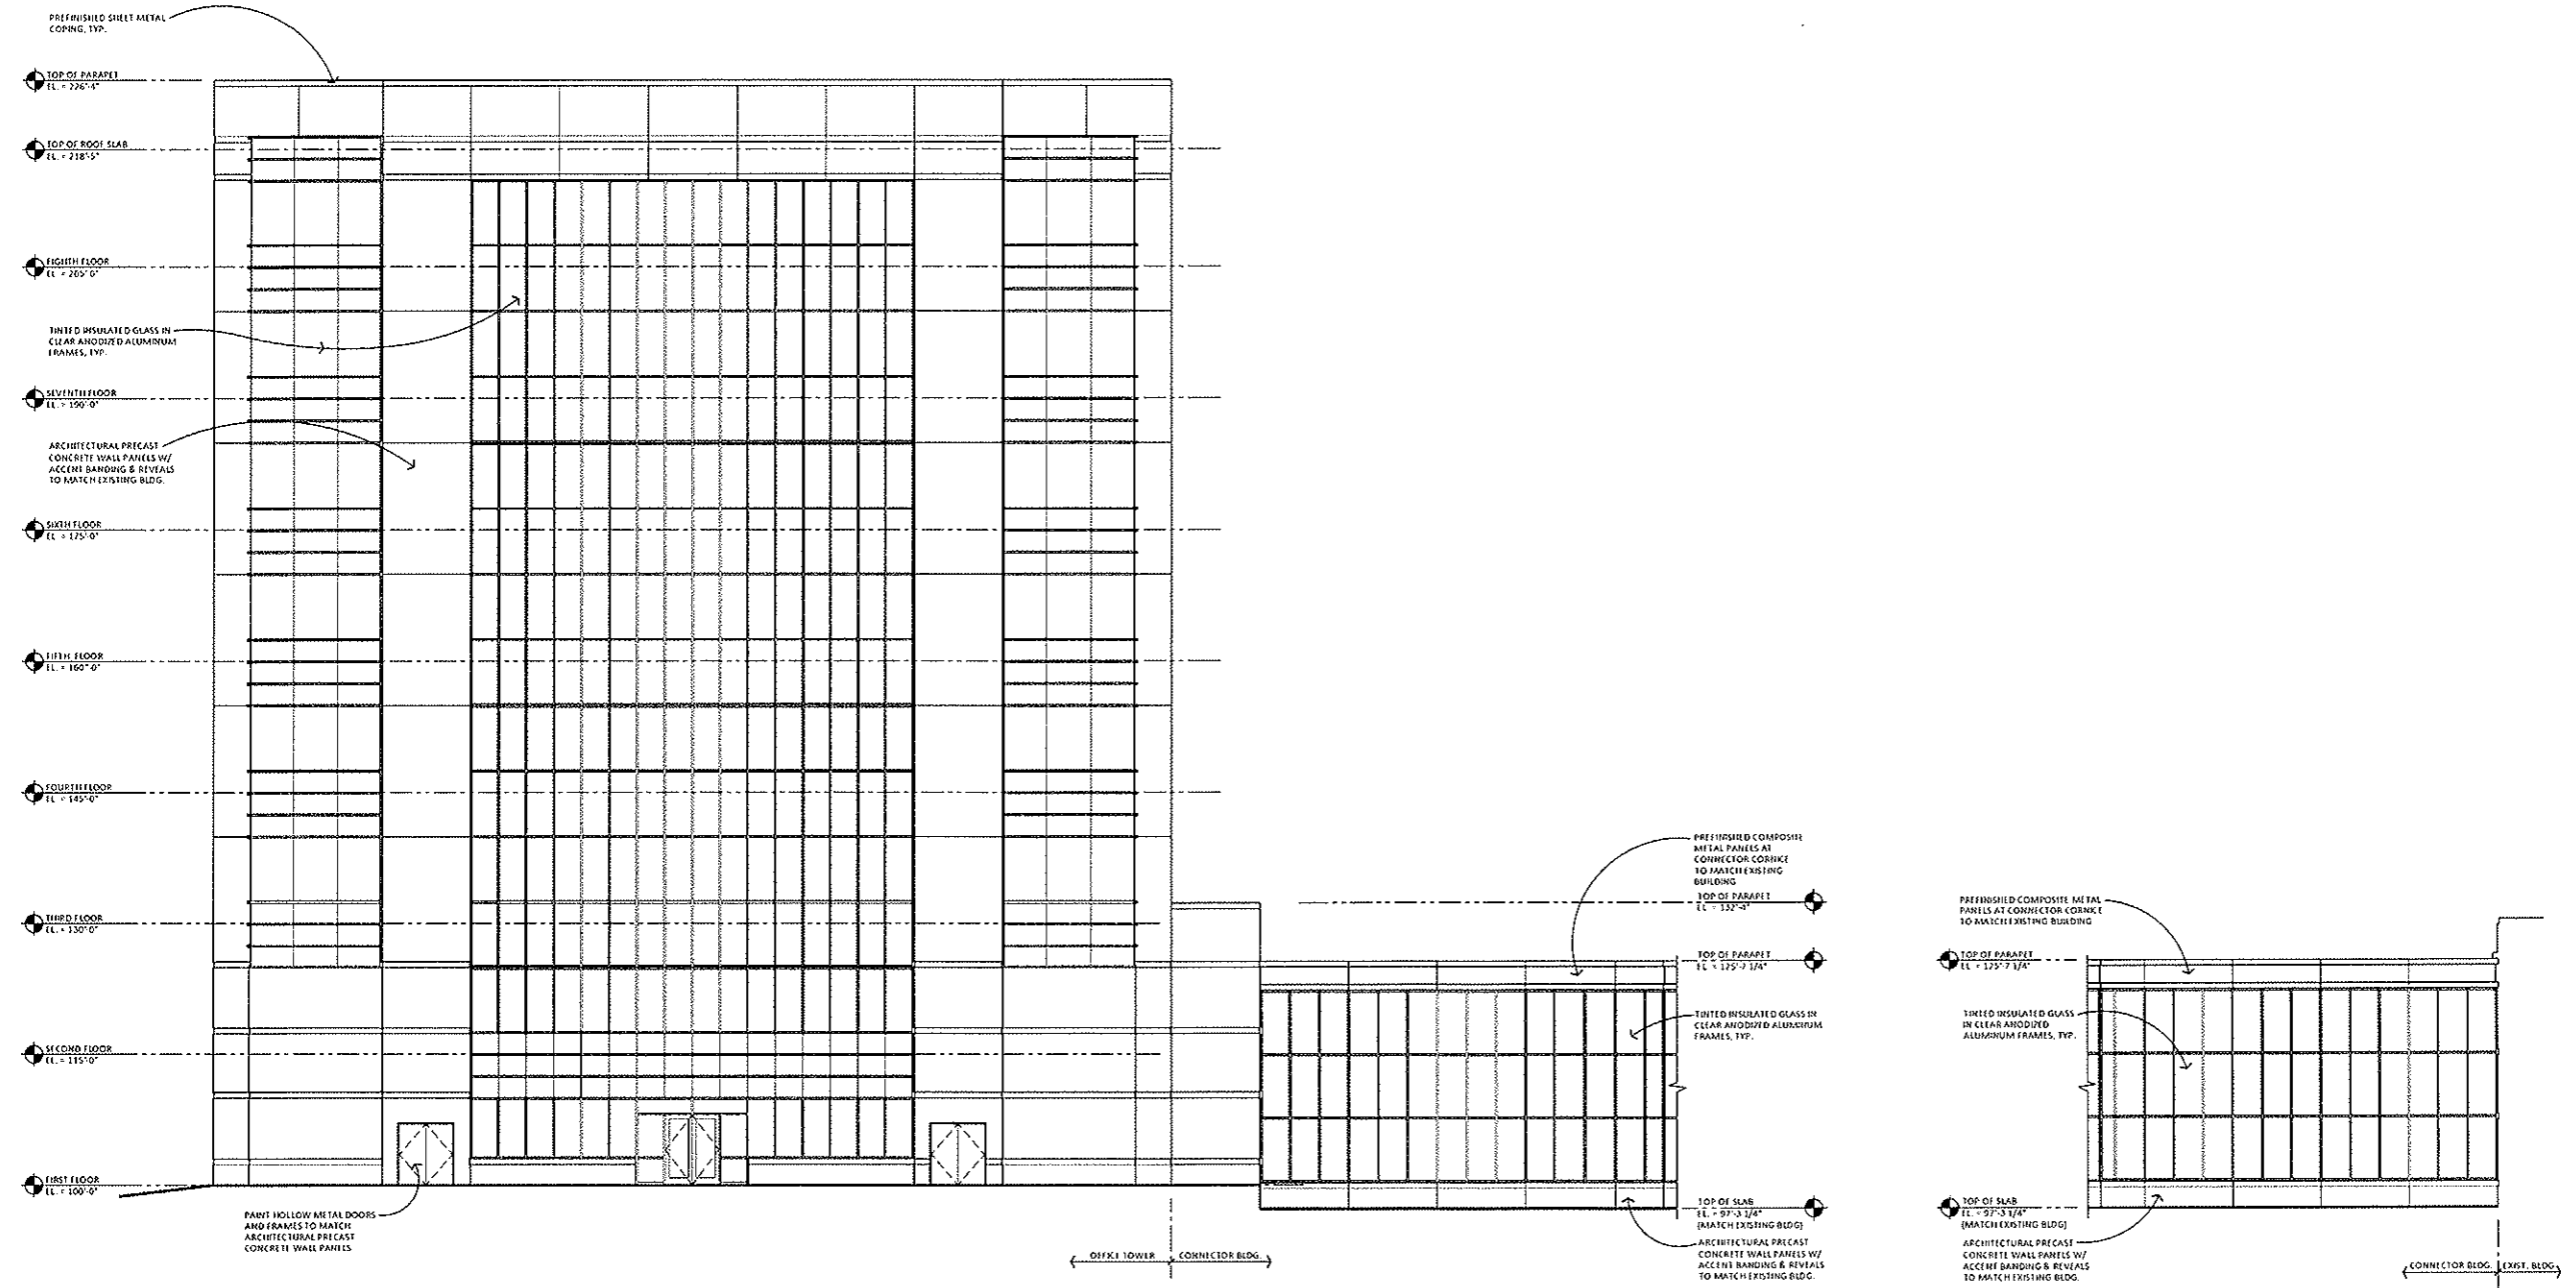 PREFINISHED SHEET METAL
COPING, TYP.
TOP OF PARAPET
EL. = 226'-4"
TOP OF ROOF SLAB
EL. = 218'-5"
EIGHTH FLOOR
EL. = 205'-0"
TINTED INSULATED GLASS IN
CLEAR ANODIZED ALUMINUM
FRAMES, TYP.
SEVENTH FLOOR
EL. = 190'-0"
ARCHITECTURAL PRECAST
CONCRETE WALL PANELS W/
ACCENT BANDING & REVEALS
TO MATCH EXISTING BLDG.
SIXTH FLOOR
EL. = 175'-0"
FIFTH FLOOR
EL. = 160'-0"
FOURTH FLOOR
EL. = 145'-0"
THIRD FLOOR
EL. = 130'-0"
SECOND FLOOR
EL. = 115'-0"
FIRST FLOOR
EL. = 100'-0"
PAINT HOLLOW METAL DOORS
AND FRAMES TO MATCH
ARCHITECTURAL PRECAST
CONCRETE WALL PANELS
OFFICE TOWER
CONNECTOR BLDG.
PREFINISHED COMPOSITE
METAL PANELS AT
CONNECTOR CORNICE
TO MATCH EXISTING
BUILDING
TOP OF PARAPET
EL. = 132'-4"
TOP OF PARAPET
EL. = 125'-7 1/4"
TINTED INSULATED GLASS IN
CLEAR ANODIZED ALUMINUM
FRAMES, TYP.
TOP OF SLAB
EL. = 97'-3 1/4"
(MATCH EXISTING BLDG)
ARCHITECTURAL PRECAST
CONCRETE WALL PANELS W/
ACCENT BANDING & REVEALS
TO MATCH EXISTING BLDG.
PREFINISHED COMPOSITE METAL
PANELS AT CONNECTOR CORNICE
TO MATCH EXISTING BUILDING
TOP OF PARAPET
EL. = 125'-7 1/4"
TINTED INSULATED GLASS
IN CLEAR ANODIZED
ALUMINUM FRAMES, TYP.
TOP OF SLAB
EL. = 97'-3 1/4"
(MATCH EXISTING BLDG)
ARCHITECTURAL PRECAST
CONCRETE WALL PANELS W/
ACCENT BANDING & REVEALS
TO MATCH EXISTING BLDG.
CONNECTOR BLDG.
EXIST. BLDG